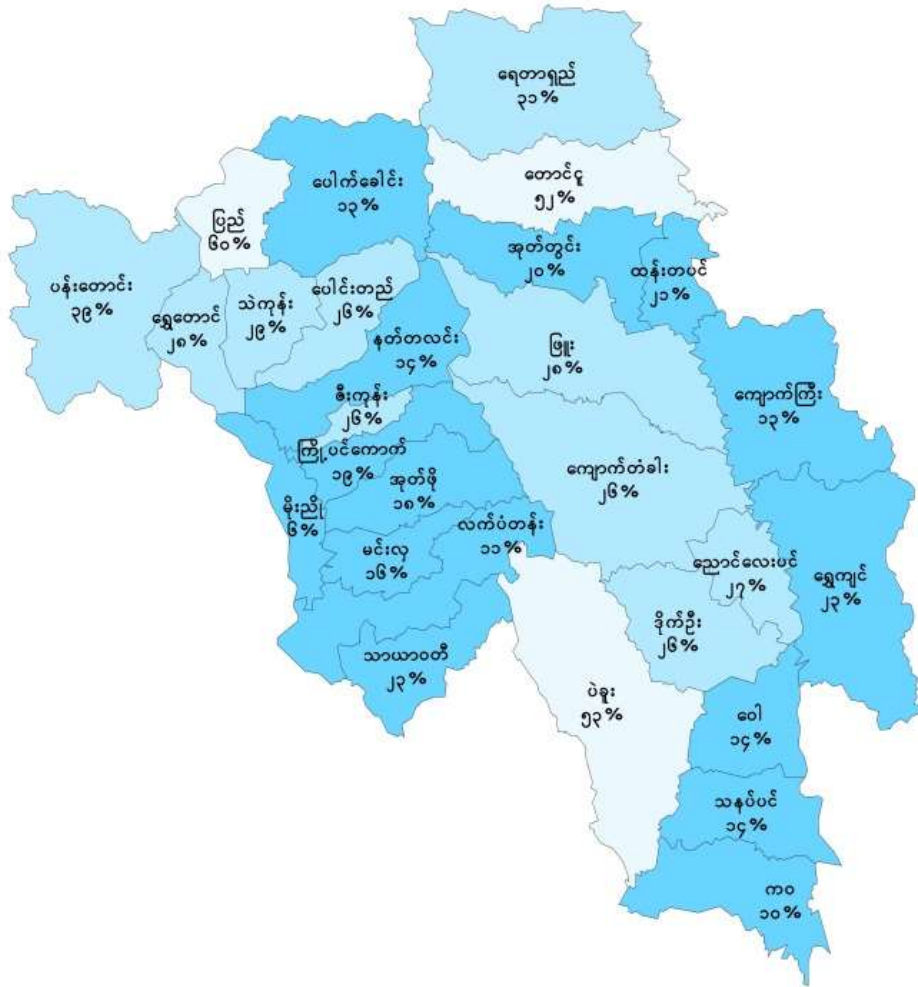 ရေတာရှည်
၃၁%
တောင်ငူ
၅၂%
ပေါက်ခေါင်း
၁၃%
ပြည်
၆၀%
အုတ်တွင်း
၂၀%
ထန်းတပင်
၂၁%
ပန်းတောင်း
၃၉%
ရွှေတောင်
၂၈%
သဲကုန်း
၂၉%
ပေါင်းတည်
၂၆%
နတ်တလင်း
၁၄%
ဖြူး
၂၈%
ကျောက်ကြီး
၁၃%
ဇီးကုန်း
၂၆%
ကြို့ပင်ကောက်
၁၉%
အုတ်ဖို
၁၈%
ကျောက်တံခါး
၂၆%
မိုးညို
၆%
လက်ပံတန်း
၁၁%
မင်းလှ
၁၆%
ညောင်လေးပင်
၂၇%
ရွှေကျင်
၂၃%
ဒိုက်ဦး
၂၆%
သာယာဝတီ
၂၃%
ပဲခူး
၅၃%
ဝေါ
၁၄%
သနပ်ပင်
၁၄%
ကဝ
၁၀%